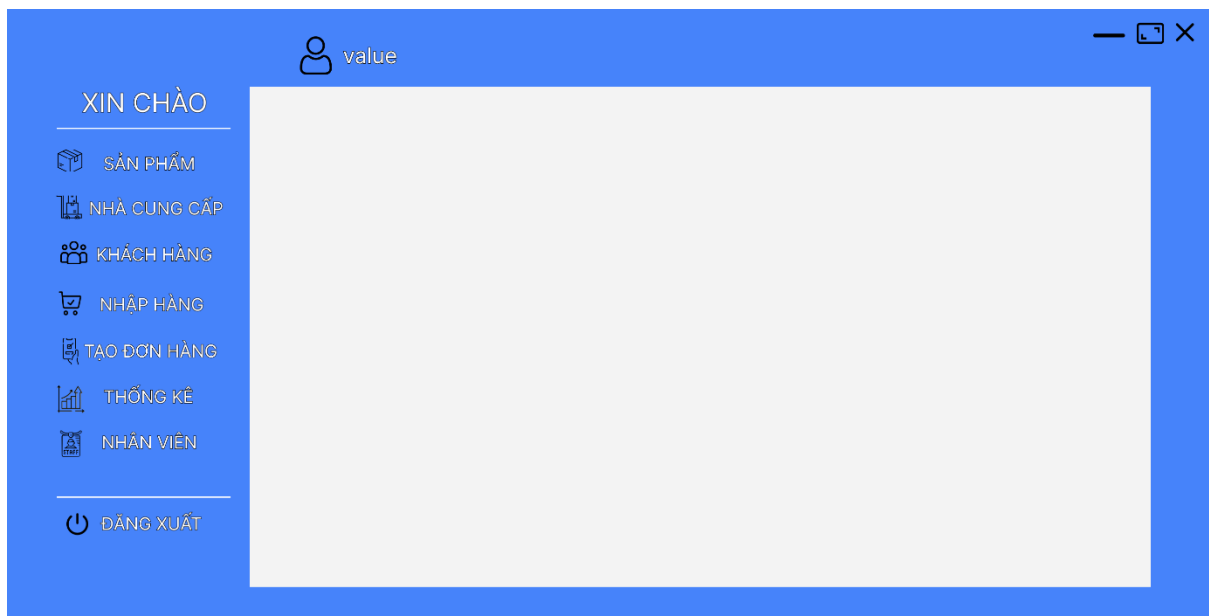 value
XIN CHÀO
SẢN PHẨM
NHÀ CUNG CẤP
KHÁCH HÀNG
NHẬP HÀNG
TẠO ĐƠN HÀNG
THỐNG KÊ
STAFF
NHÂN VIÊN
ĐĂNG XUẤT